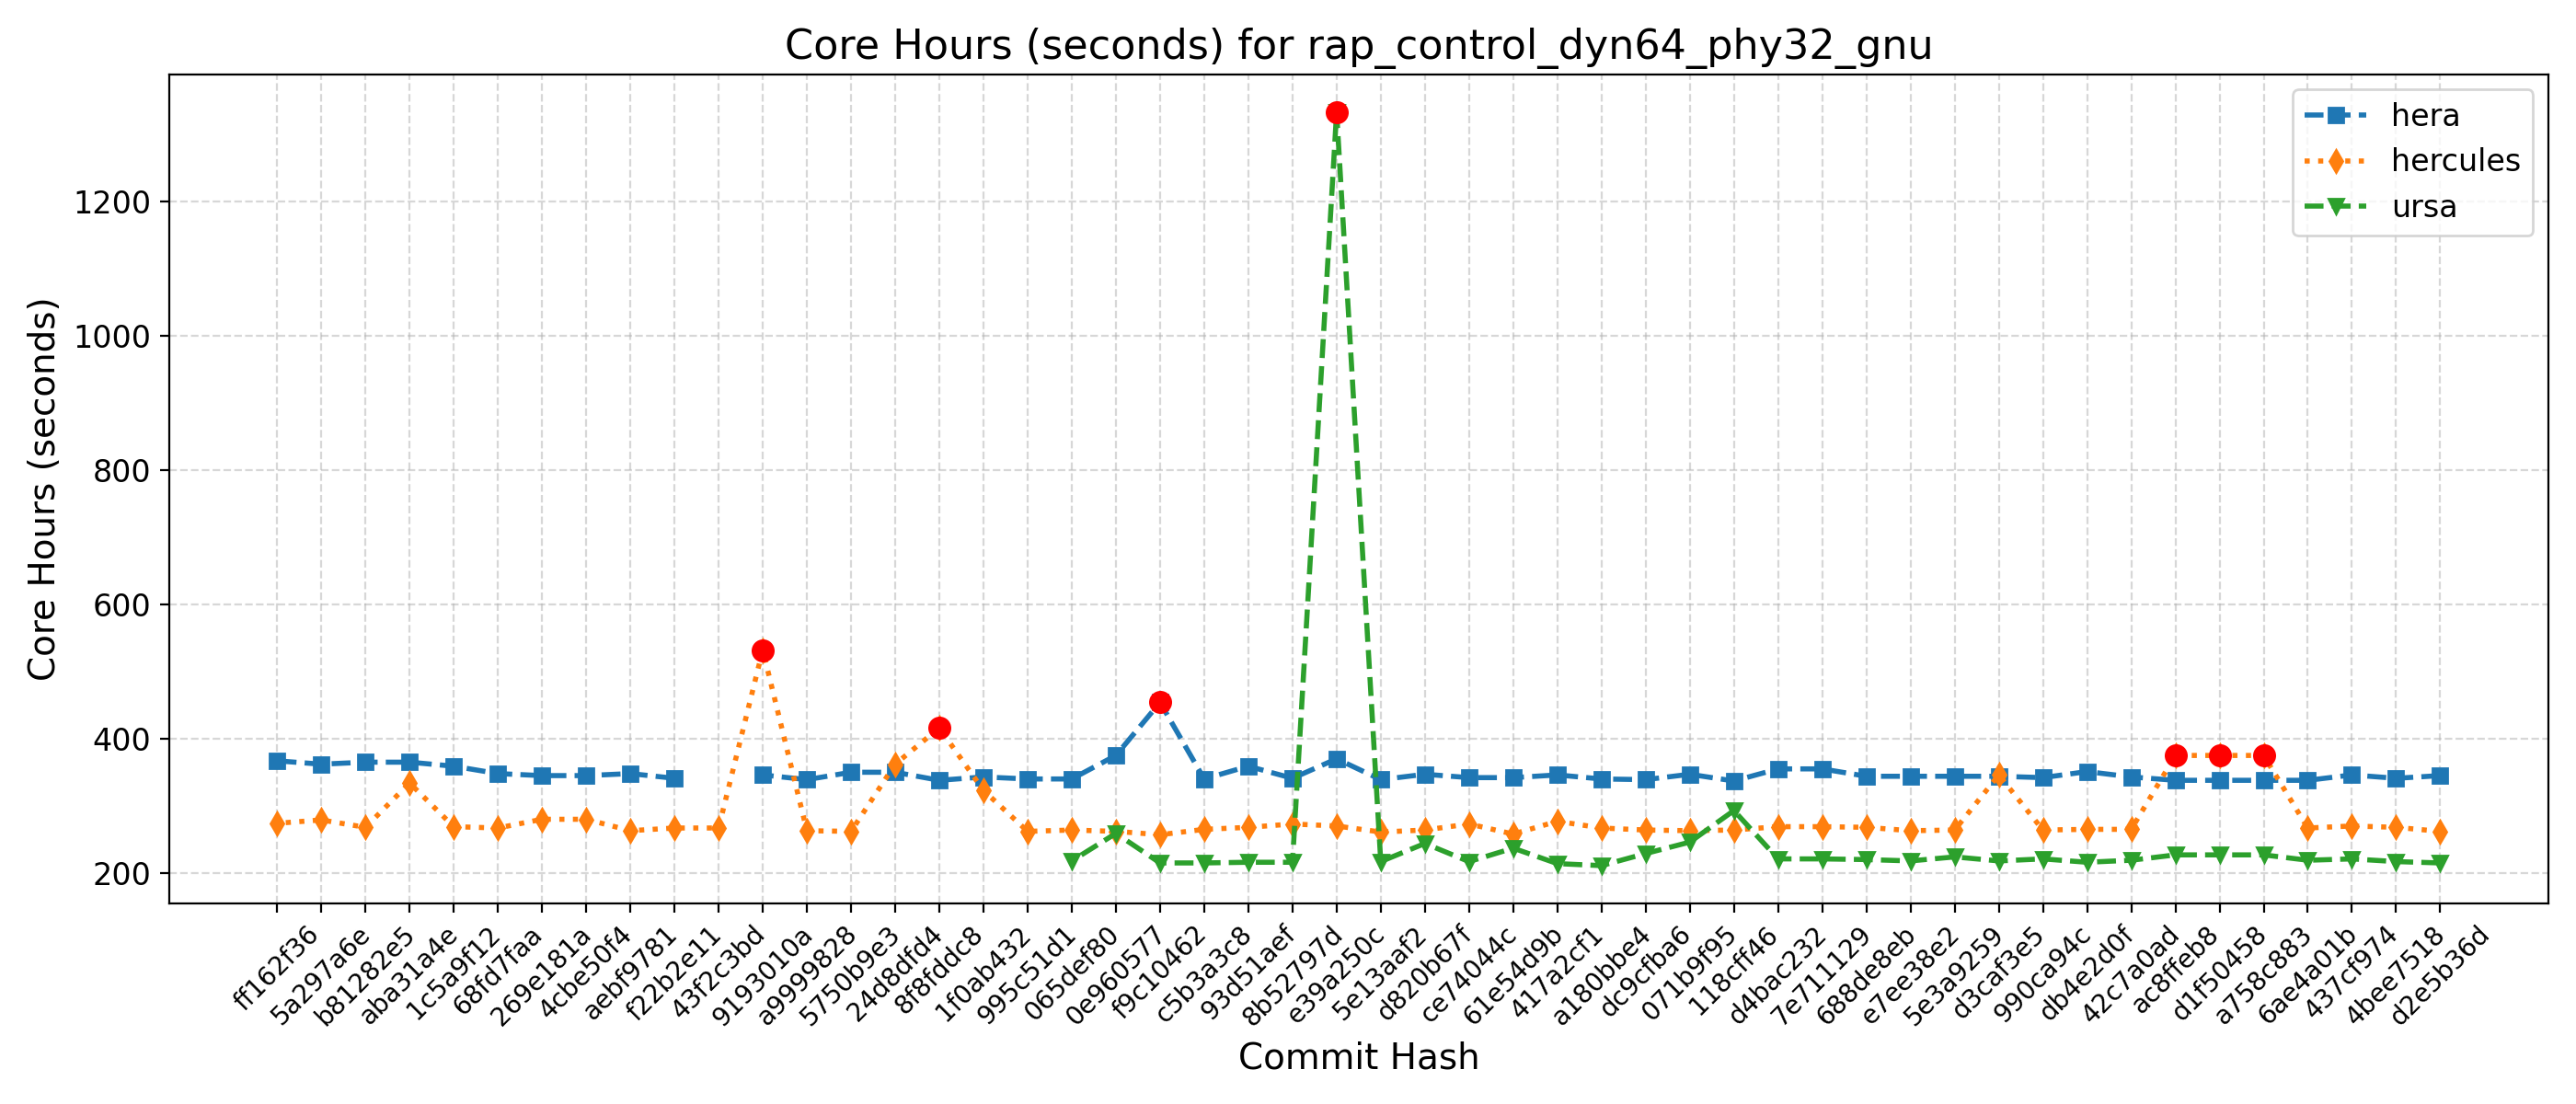 Core Hours (seconds) for rap_control_dyn64_phy32_gnu
hera
hercules
ursa
Core Hours (seconds)
1200
1000
800
600
400
200
ff162f36
5a297a6e
b81282e5
aba31a4e
1c5a9f12
68fd7faa
269e181a
4cbe50f4
aebf9781
f22b2e11
43f2c3bd
9193010a
a9999828
5750b9e3
24d8dfd4
8f8fddc8
1f0ab432
995c51d1
065def80
0e960577
f9c10462
c5b3a3c8
93d51aef
8b52797d
e39a250c
5e13aaf2
d820b67f
ce74044c
61e54d9b
417a2cf1
a180bbe4
dc9cfba6
071b9f95
118cff46
d4bac232
7e711129
688de8eb
e7ee38e2
5e3a9259
d3caf3e5
990ca94c
db4e2d0f
42c7a0ad
ac8ffeb8
d1f50458
a758c883
6ae4a01b
437cf974
4bee7518
d2e5b36d
Commit Hash